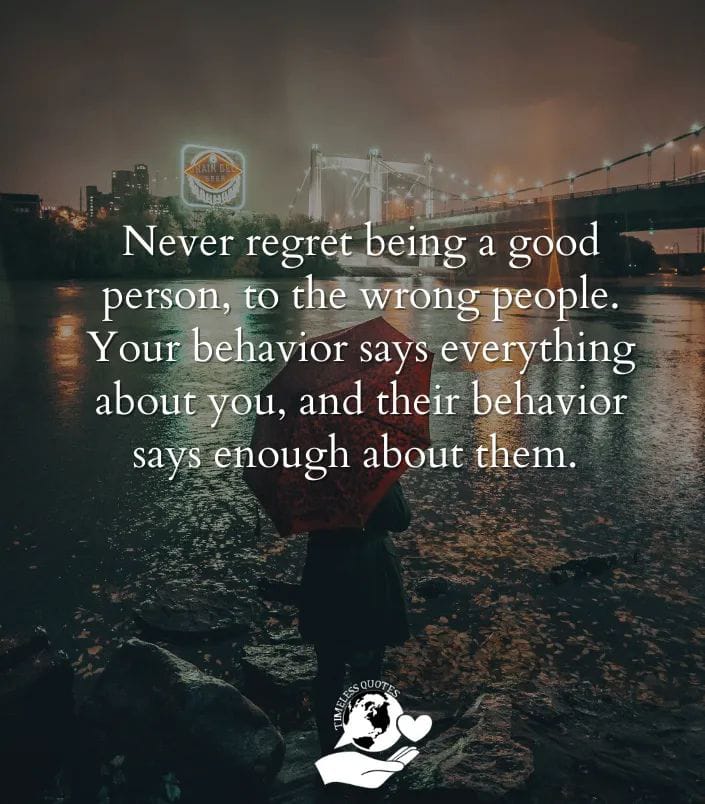 GRAIN BELT
BEER
Never regret being a good
person, to the wrong people.
Your behavior says everything
about you, and their behavior
says enough about them.
TIMELESS QUOTES